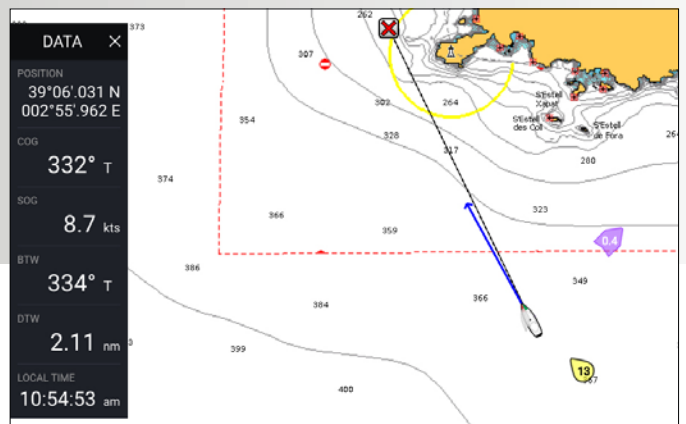 DATA
POSITION
39°06'.031 N
002°55'.962 E
COG
332° T
SOG
8.7 kts
BTW
334° T
DTW
2.11 nm
LOCAL TIME
10:54:53 am
373
262
307
302
264
354
328
317
S'Estell
Xapat
S'Estell
des Coll
S'Estell
de Fora
264
280
374
366
359
323
0.4
386
349
384
366
399
13
400